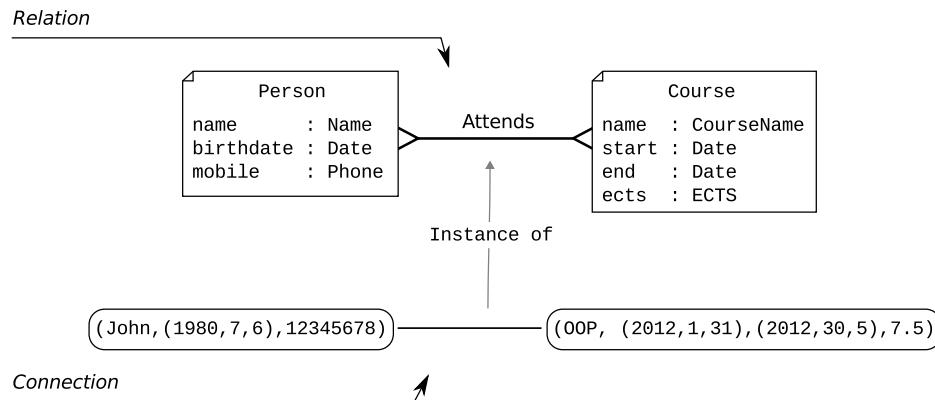 Relation
Person
name      : Name
birthdate : Date
mobile    : Phone
Attends
Course
name  : CourseName
start : Date
end   : Date
ects  : ECTS
Instance of
(John,(1980,7,6),12345678)
(OOP, (2012,1,31),(2012,30,5),7.5)
Connection